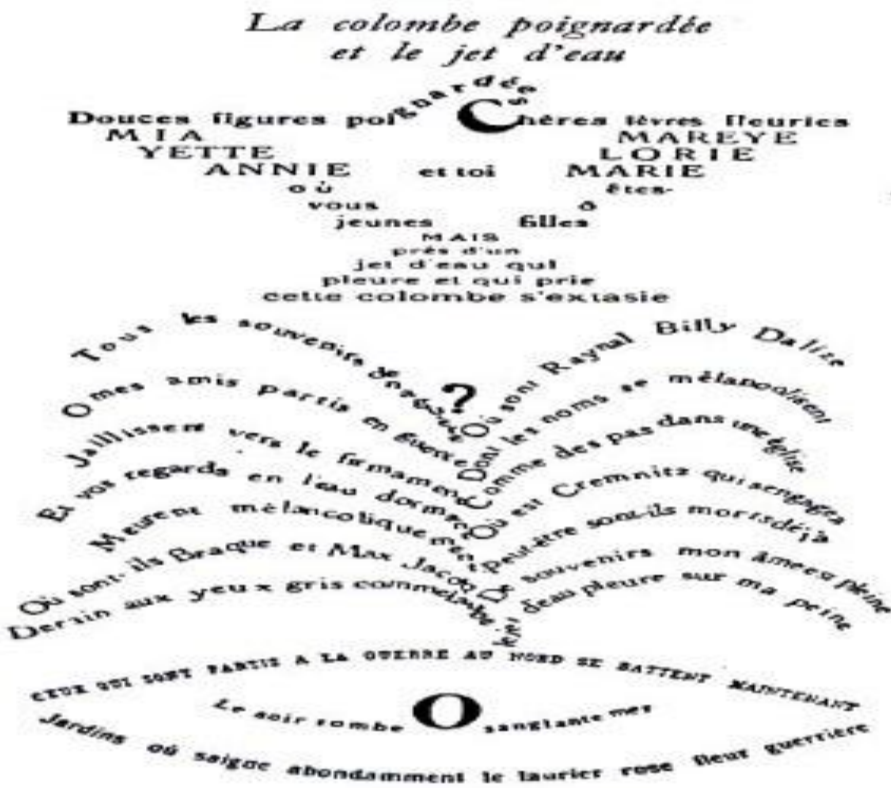 La colombe poignardée
et le jet d'eau
Douces figures poignardées Chères lèvres fleuries
MIA MAREYE
YETTE LORIE
ANNIE et toi MARIE
où êtes-
vous ô
jeunes filles
MAIS
près d'un
jet d'eau qui
pleure et qui prie
cette colombe s'extasie
?
Tous les souvenirs de naguère
O mes amis partis en guerre
Jaillissent vers le firmament
Et vos regards en l'eau dormant
Meurent mélancoliquement
Où sont-ils Braque et Max Jacob
Derain aux yeux gris comme l'aube
Où sont Raynal Billy Dalize
Dont les noms se mélancolisent
Comme des pas dans une église
Où est Cremnitz qui s'engagea
Peut-être sont-ils morts déjà
De souvenirs mon âme est pleine
Le jet d'eau pleure sur ma peine
CEUX QUI SONT PARTIS A LA GUERRE AU NORD SE BATTENT MAINTENANT
Le soir tombe O sanglante mer
Jardins où saigne abondamment le laurier rose fleur guerrière